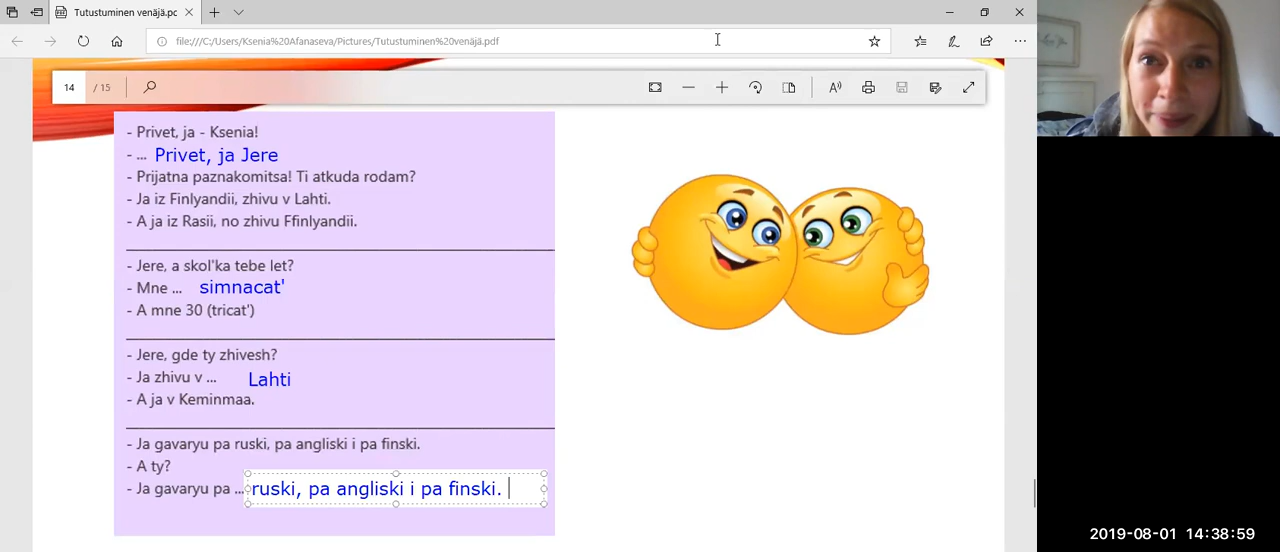 Tutustuminen venäjä.pc
file:///C:/Users/Ksenia%20Afanaseva/Pictures/Tutustuminen%20venäjä.pdf
14 / 15
- Privet, ja - Ksenia!
- ... Privet, ja Jere
- Prijatna paznakomitsa! Ti atkuda rodam?
- Ja iz Finlyandii, zhivu v Lahti.
- A ja iz Rasii, no zhivu Ffinlyandii.
- Jere, a skol'ka tebe let?
- Mne ... simnacat'
- A mne 30 (tricat')
- Jere, gde ty zhivesh?
- Ja zhivu v ... Lahti
- A ja v Keminmaa.
- Ja gavaryu pa ruski, pa angliski i pa finski.
- A ty?
- Ja gavaryu pa ... ruski, pa angliski i pa finski.
2019-08-01 14:38:59